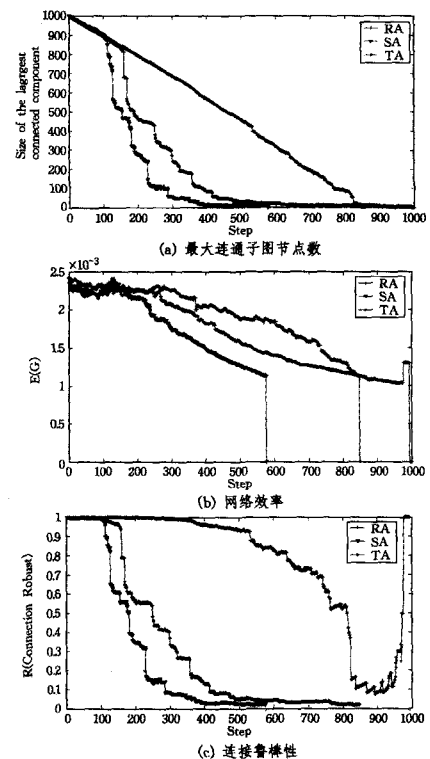 1000
900
800
700
600
500
400
300
200
100
0
Size of the lagrgest
connected component
RA
SA
TA
0 100 200 300 400 500 600 700 800 900 1000
Step
(a) 最大连通子图节点数
×10⁻³
2.5
2
1.5
1
0.5
0
E(G)
RA
SA
TA
0 100 200 300 400 500 600 700 800 900 1000
Step
(b) 网络效率
1
0.9
0.8
0.7
0.6
0.5
0.4
0.3
0.2
0.1
0
R(Connection Robust)
RA
SA
TA
0 100 200 300 400 500 600 700 800 900 1000
Step
(c) 连接鲁棒性